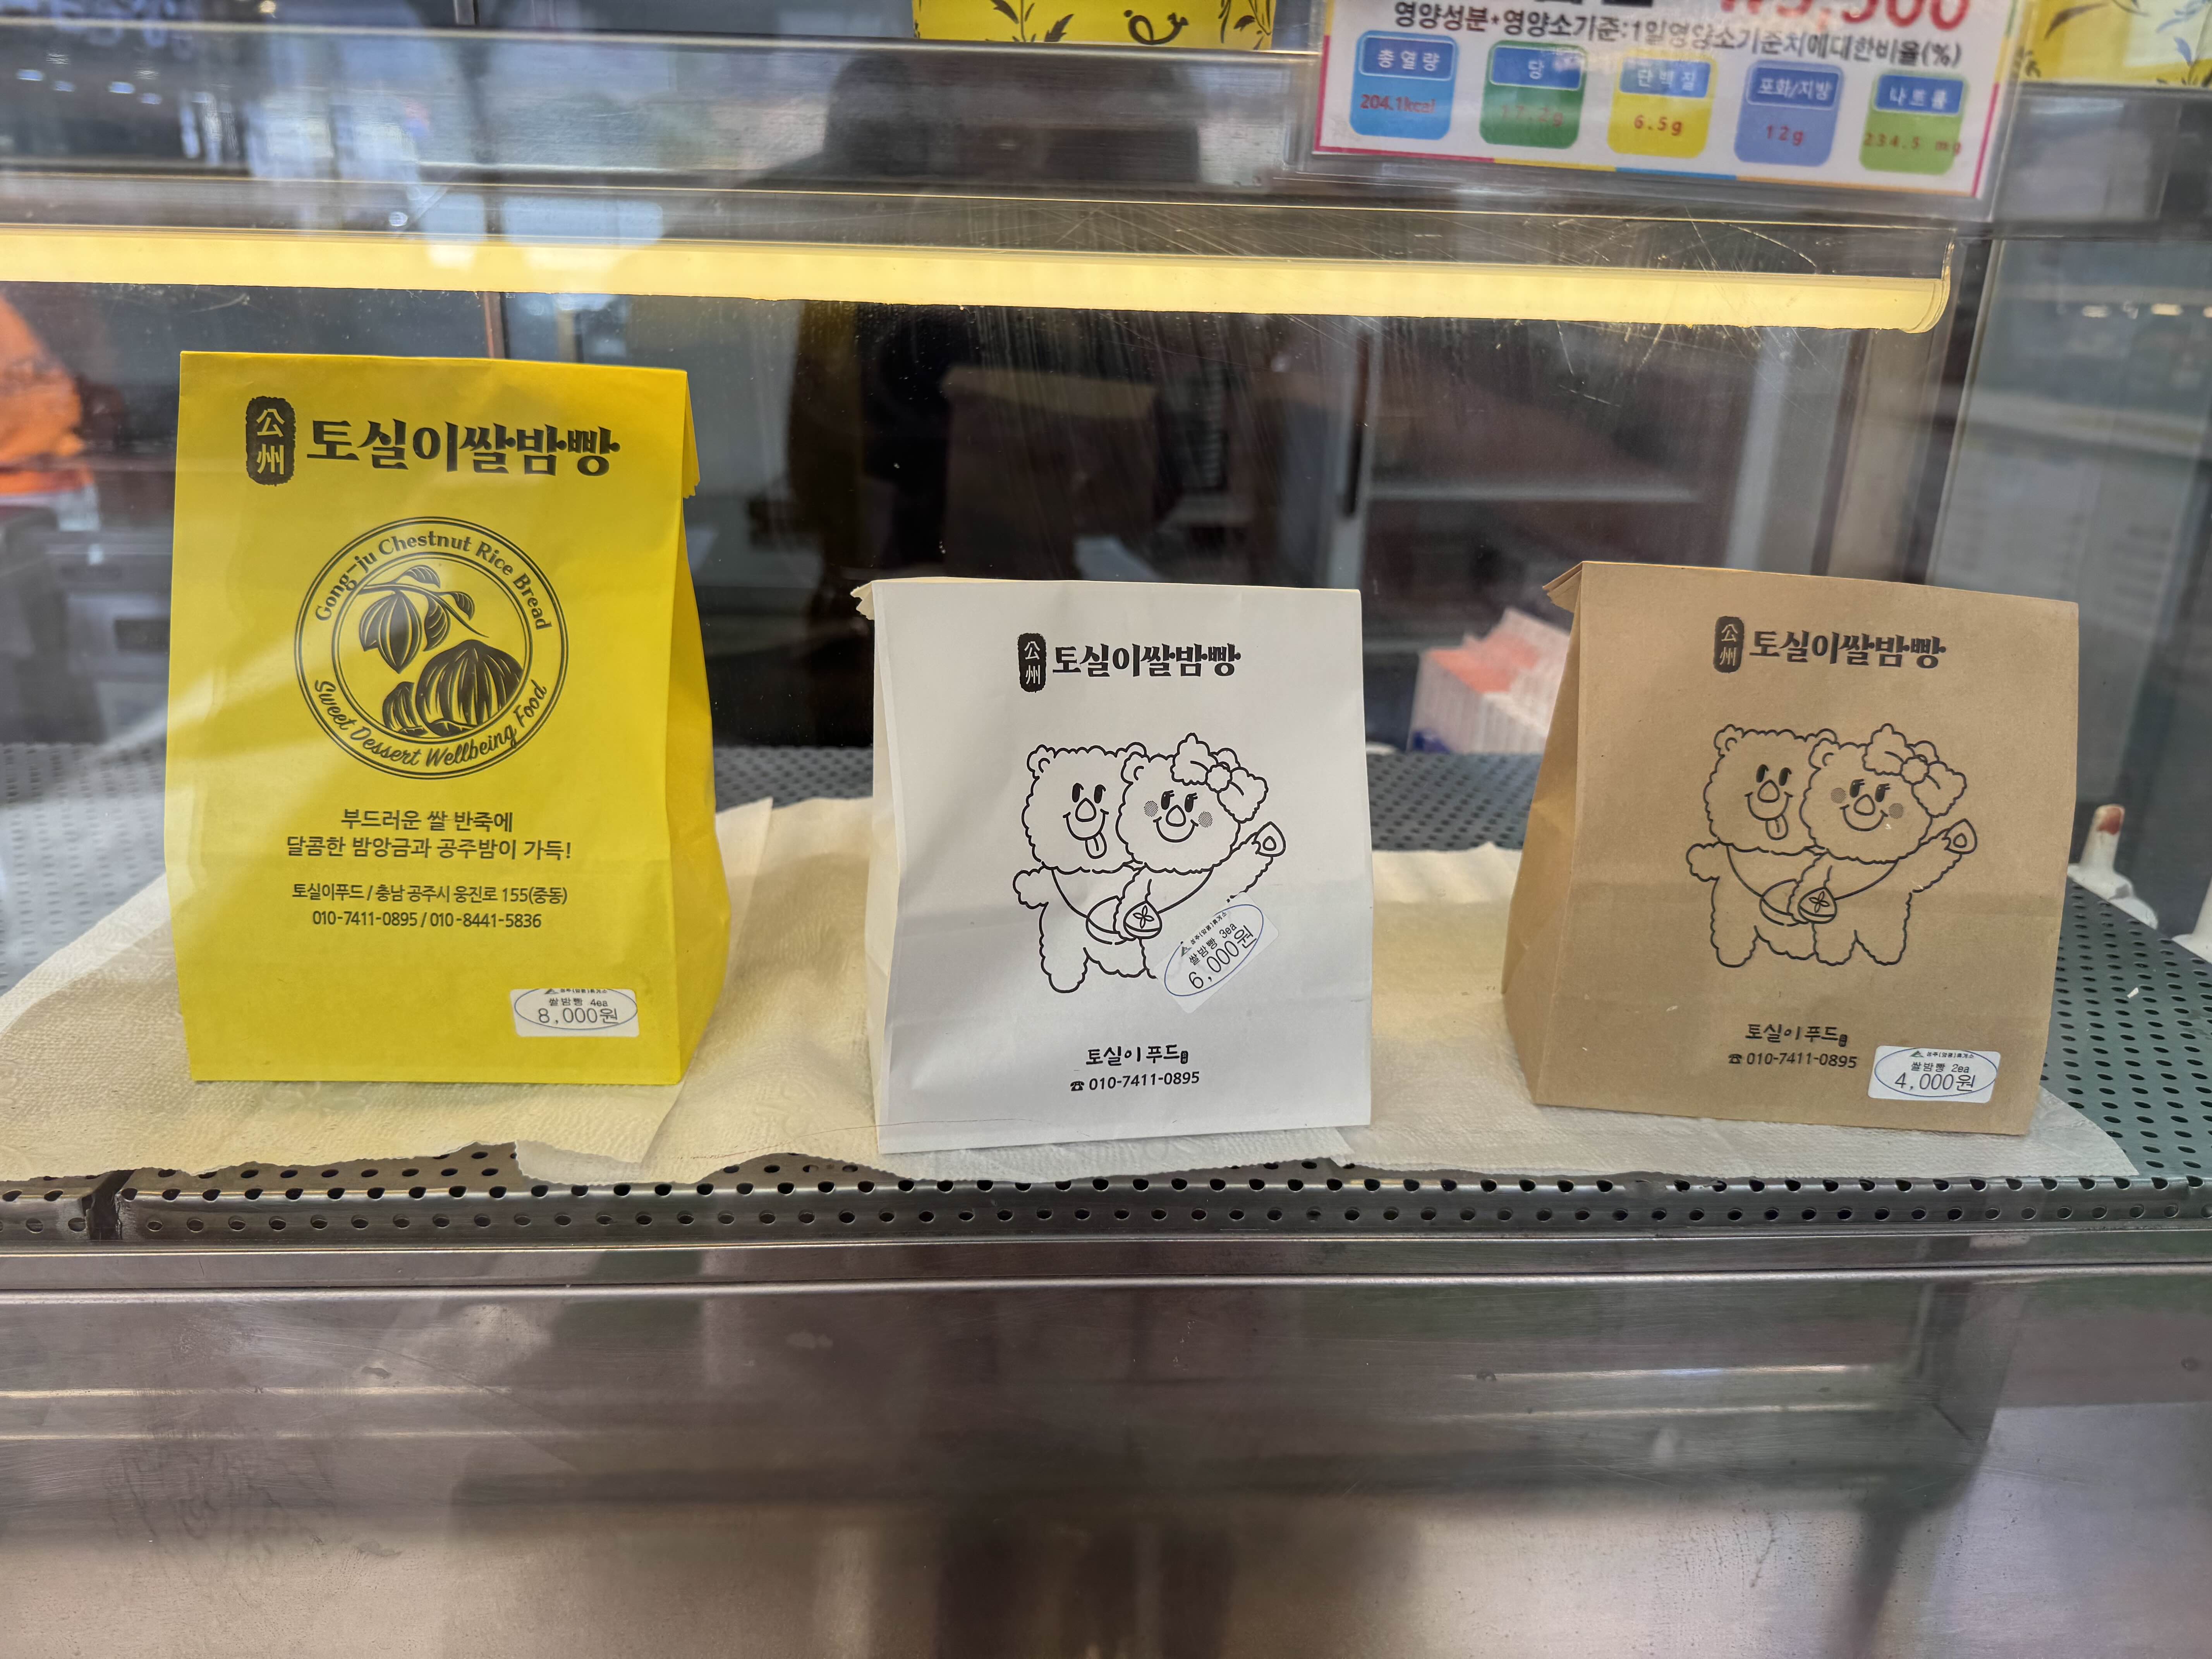 영양성분•영양소기준:1일영양소기준치에대한비율(%)
총열량
당
단백질
포화/지방
나트륨
204.1kcal
17.2g
6.5g
12g
234.5 mg
公州
토실이쌀밤빵
Gong-ju Chestnut Rice Bread
Sweet Dessert Wellbeing Food
부드러운 쌀 반죽에
달콤한 밤앙금과 공주밤이 가득!
토실이푸드 / 충남 공주시 웅진로 155(중동)
010-7411-0895 / 010-8441-5836
쌀밤빵 4ea
8,000원
公州
토실이쌀밤빵
쌀밤빵 3ea
6,000원
토실이푸드
☎ 010-7411-0895
公州
토실이쌀밤빵
토실이푸드
☎ 010-7411-0895
쌀밤빵 2ea
4,000원